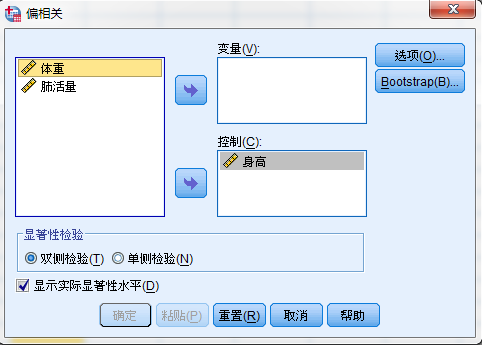 偏相关
变量(V):
体重
肺活量
选项(O)...
Bootstrap(B)...
控制(C):
身高
显著性检验
双侧检验(T) 单侧检验(N)
显示实际显著性水平(D)
确定 粘贴(P) 重置(R) 取消 帮助